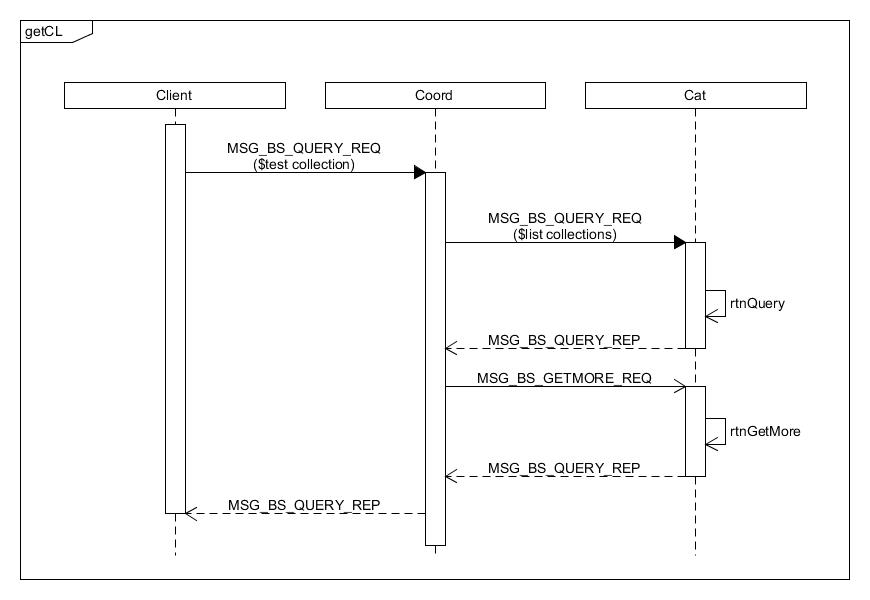 getCL
Client
Coord
Cat
MSG_BS_QUERY_REQ
($test collection)
MSG_BS_QUERY_REQ
($list collections)
rtnQuery
MSG_BS_QUERY_REP
MSG_BS_GETMORE_REQ
rtnGetMore
MSG_BS_QUERY_REP
MSG_BS_QUERY_REP